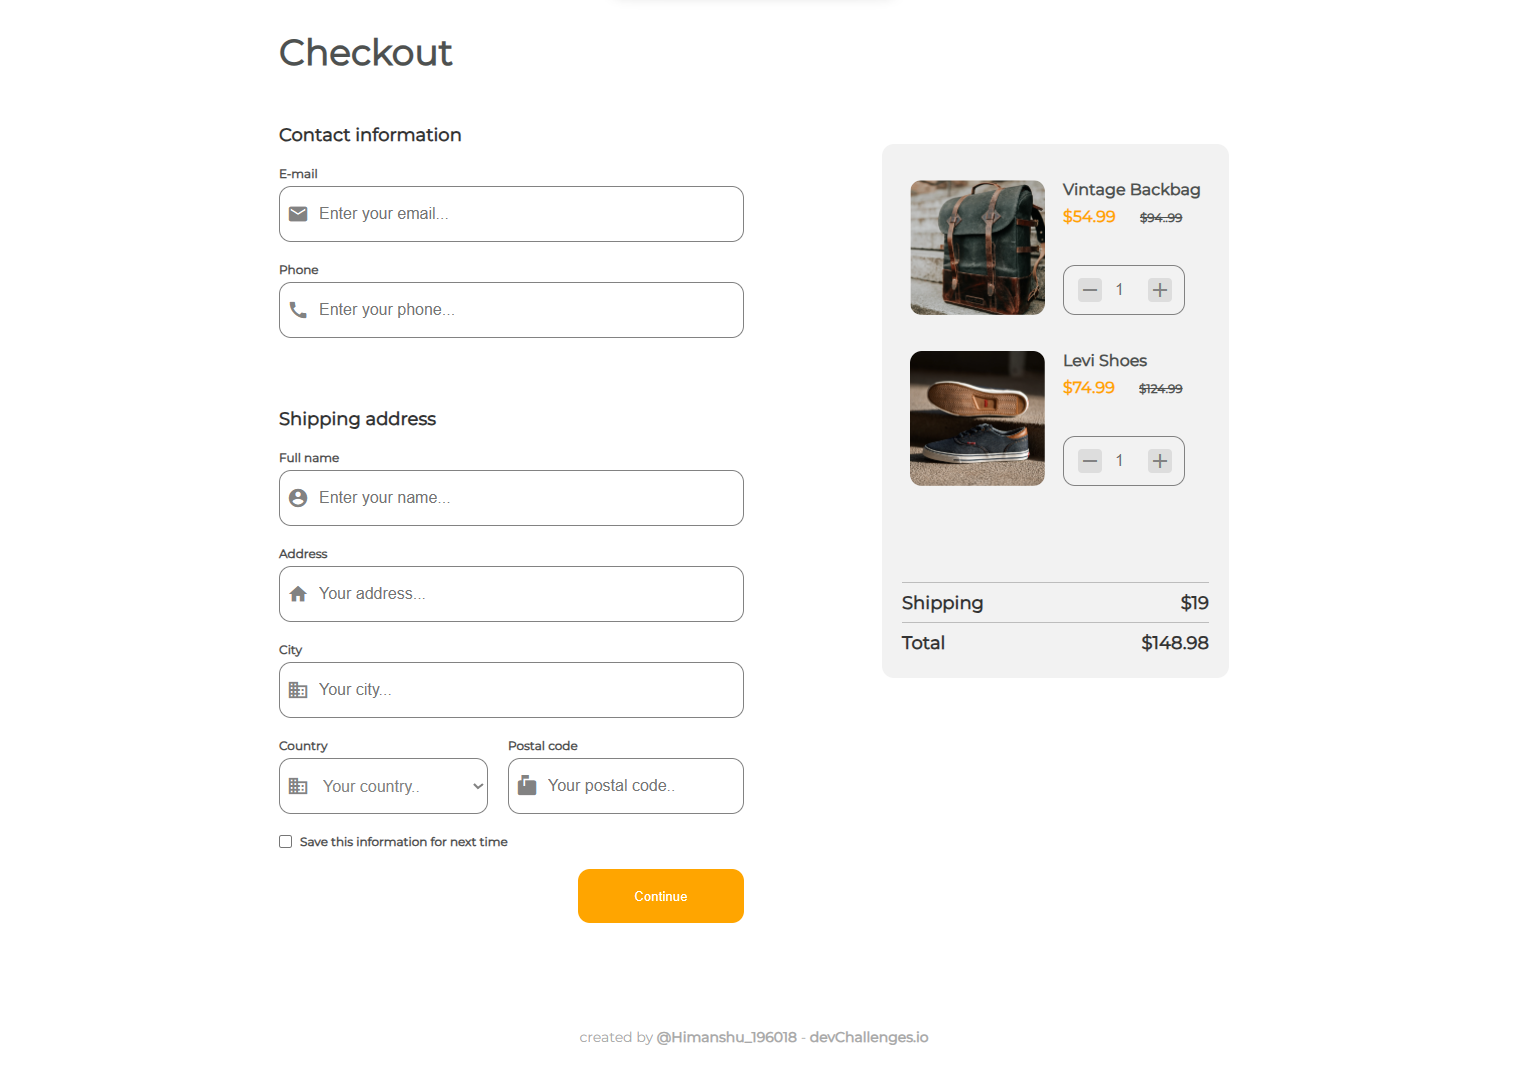 Checkout
Contact information
E-mail
Enter your email...
Phone
Enter your phone...
Shipping address
Full name
Enter your name...
Address
Your address...
City
Your city...
Country
Postal code
Your country..
Your postal code..
Save this information for next time
Continue
Vintage Backbag
$54.99 $94..99
1
Levi Shoes
$74.99 $124.99
1
Shipping $19
Total $148.98
created by @Himanshu_196018 - devChallenges.io